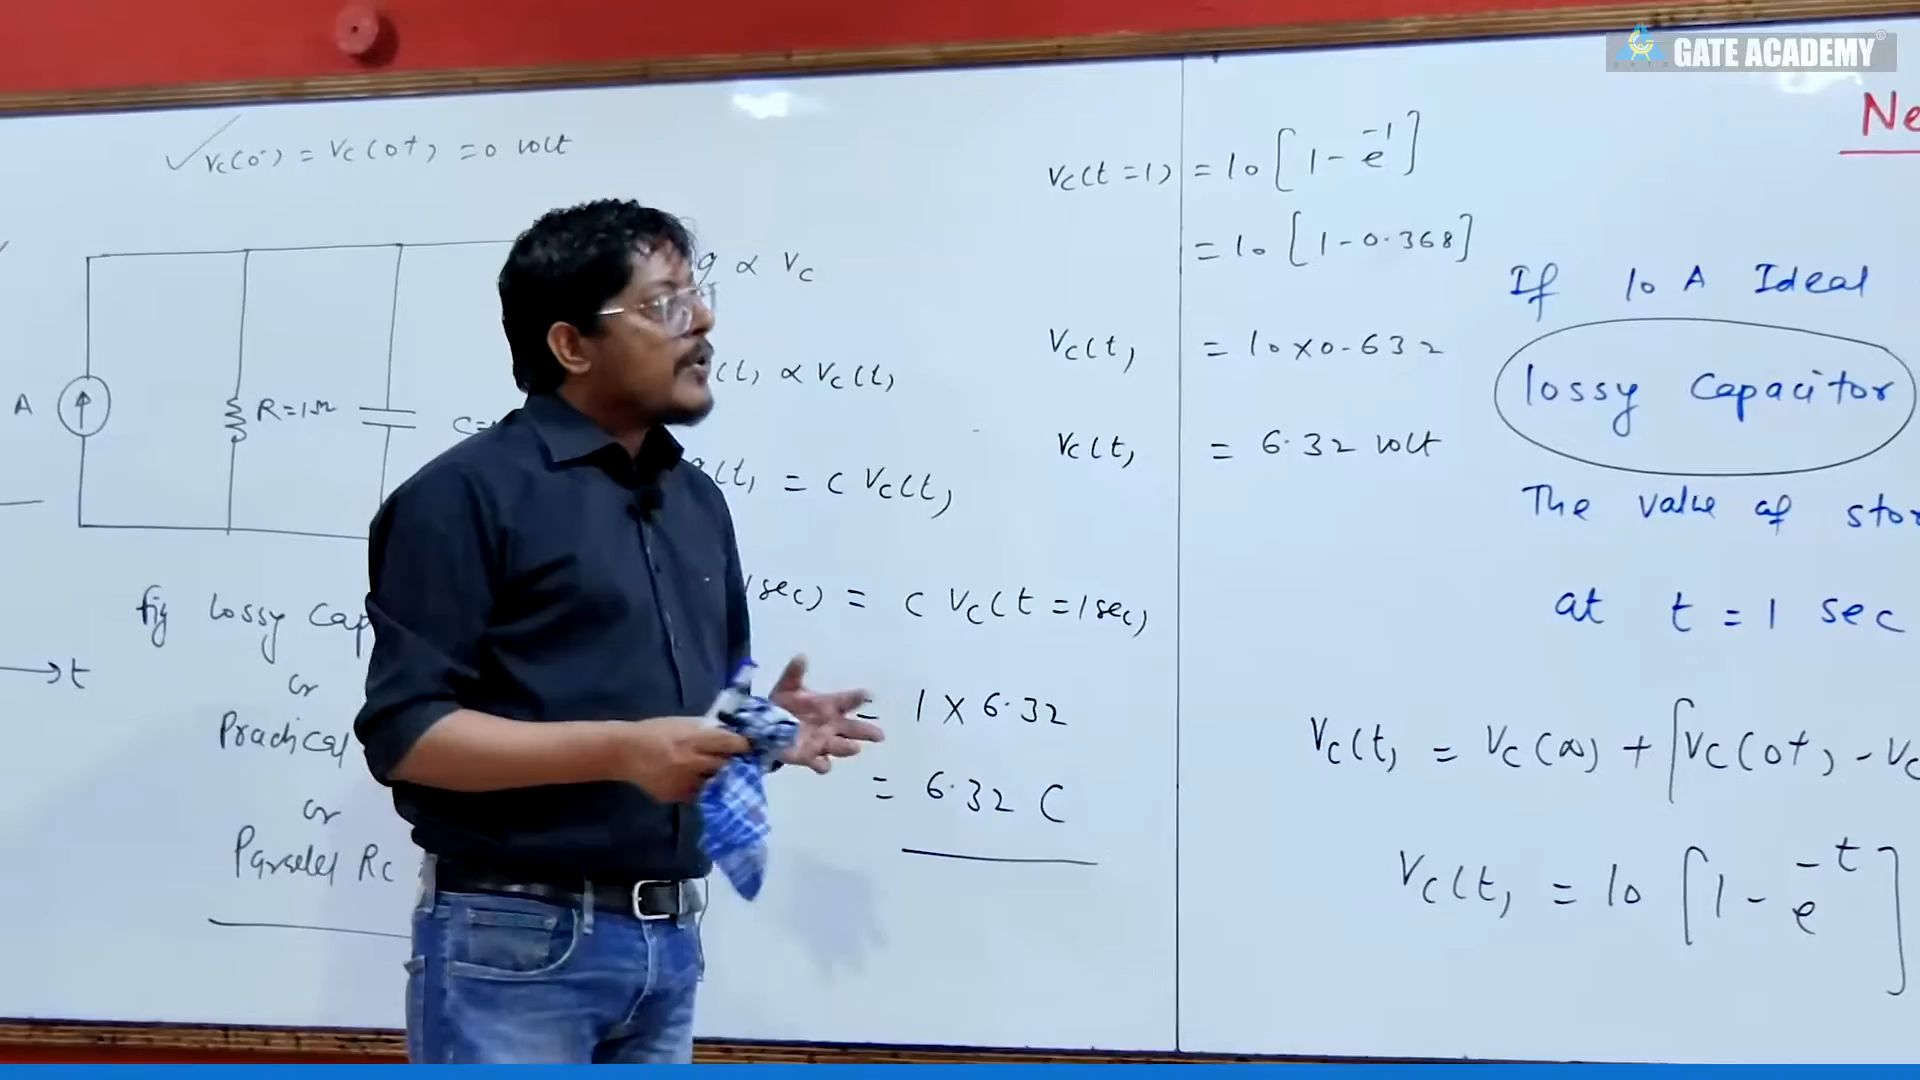 GATE ACADEMY®
Ne
✓ Vc(0⁻) = Vc(0+) = 0 volt
A
R=1Ω
C=
fig lossy Cap
or
Practical
or
Parallel RC
→t
q ∝ Vc
(t) ∝ Vc(t)
q(t) = C Vc(t)
1sec) = C Vc(t=1sec)
= 1 × 6.32
= 6.32 C
Vc(t=1) = 10[1-e⁻¹]
= 10[1-0.368]
Vc(t) = 10×0.632
Vc(t) = 6.32 volt
If 10 A Ideal
lossy Capacitor
The value of stor
at t = 1 sec
Vc(t) = Vc(∞) + [Vc(0+) - Vc
Vc(t) = 10 [1-e⁻ᵗ]